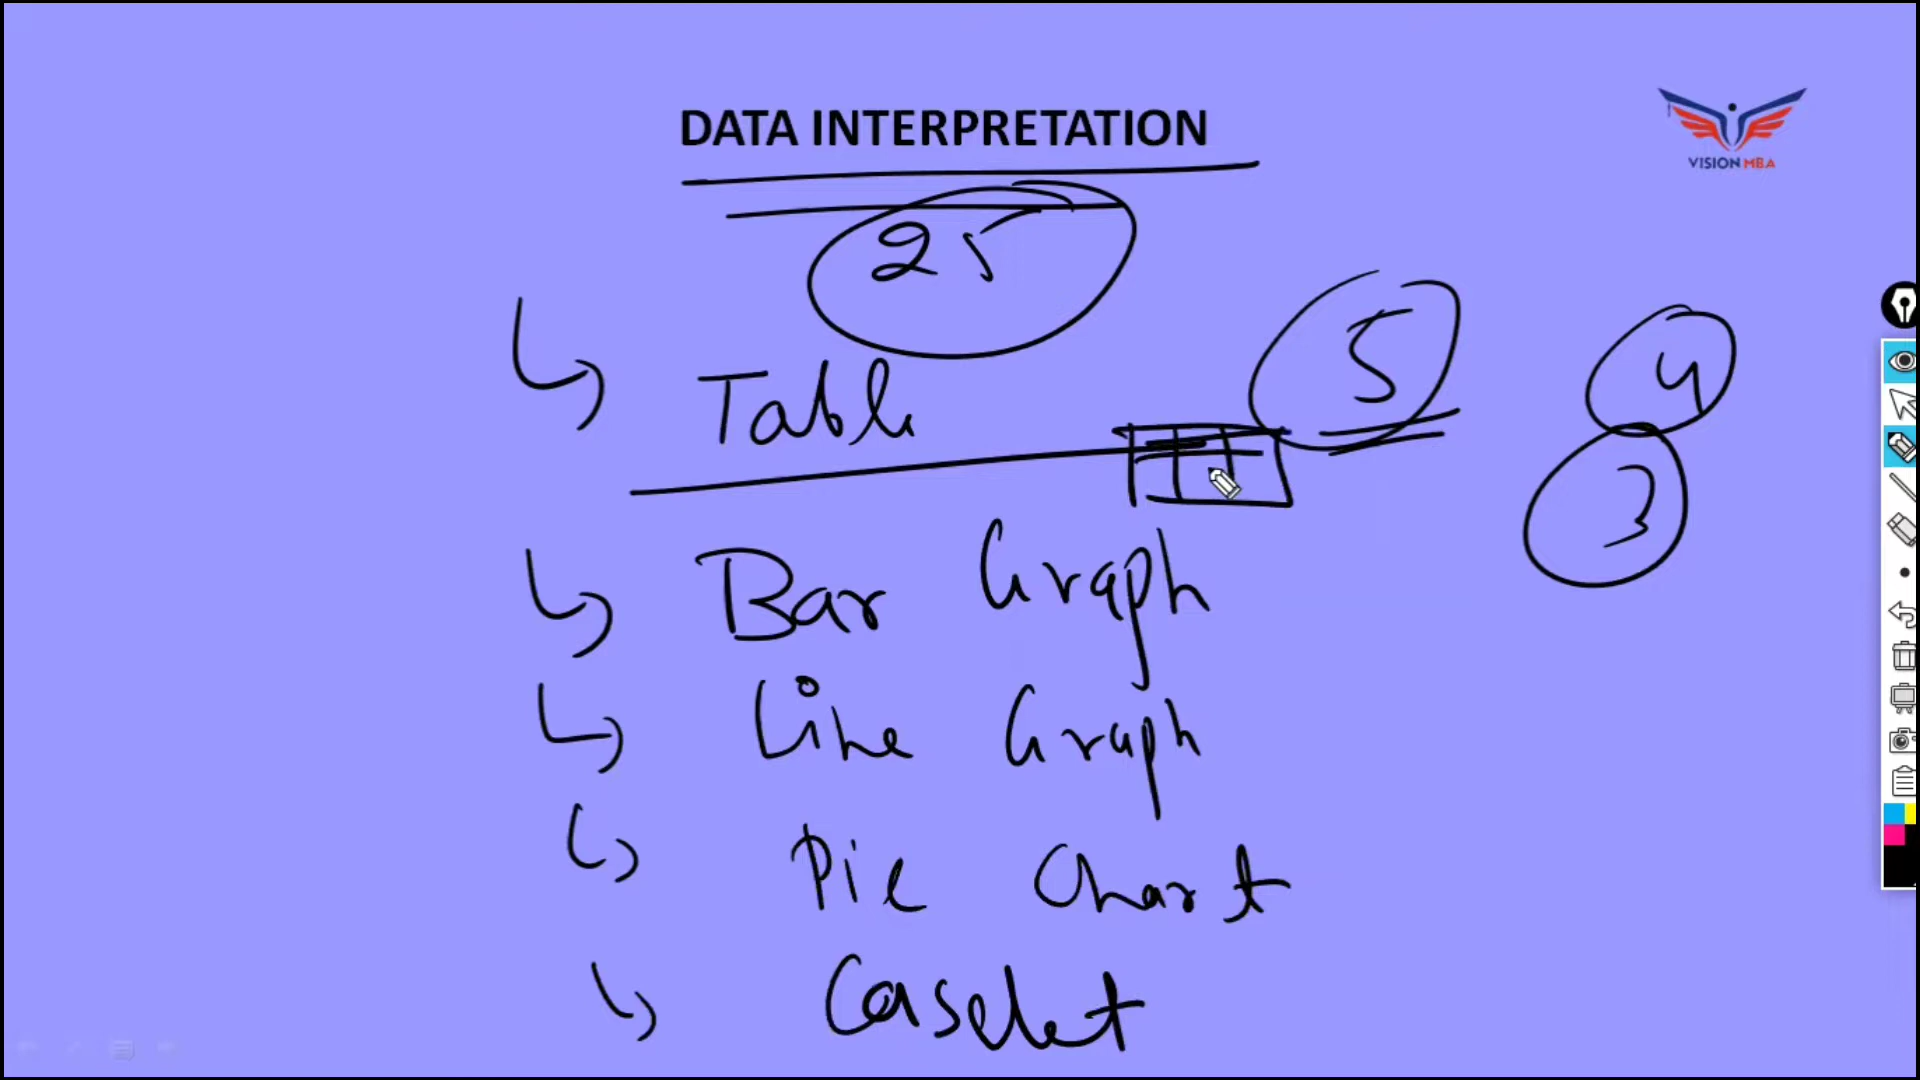 DATA INTERPRETATION
VISION MBA
25
5
4
Table
3
Bar Graph
Line Graph
Pie Chart
Caselet